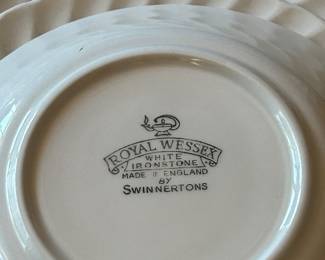 ROYAL WESSEX
WHITE
IRONSTONE
MADE IN ENGLAND
BY
SWINNERTONS